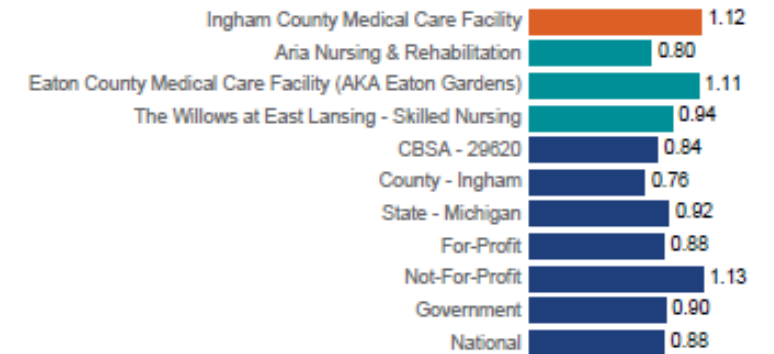 Ingham County Medical Care Facility 1.12
Aria Nursing & Rehabilitation 0.80
Eaton County Medical Care Facility (AKA Eaton Gardens) 1.11
The Willows at East Lansing - Skilled Nursing 0.94
CBSA - 29620 0.84
County - Ingham 0.76
State - Michigan 0.92
For-Profit 0.88
Not-For-Profit 1.13
Government 0.90
National 0.88